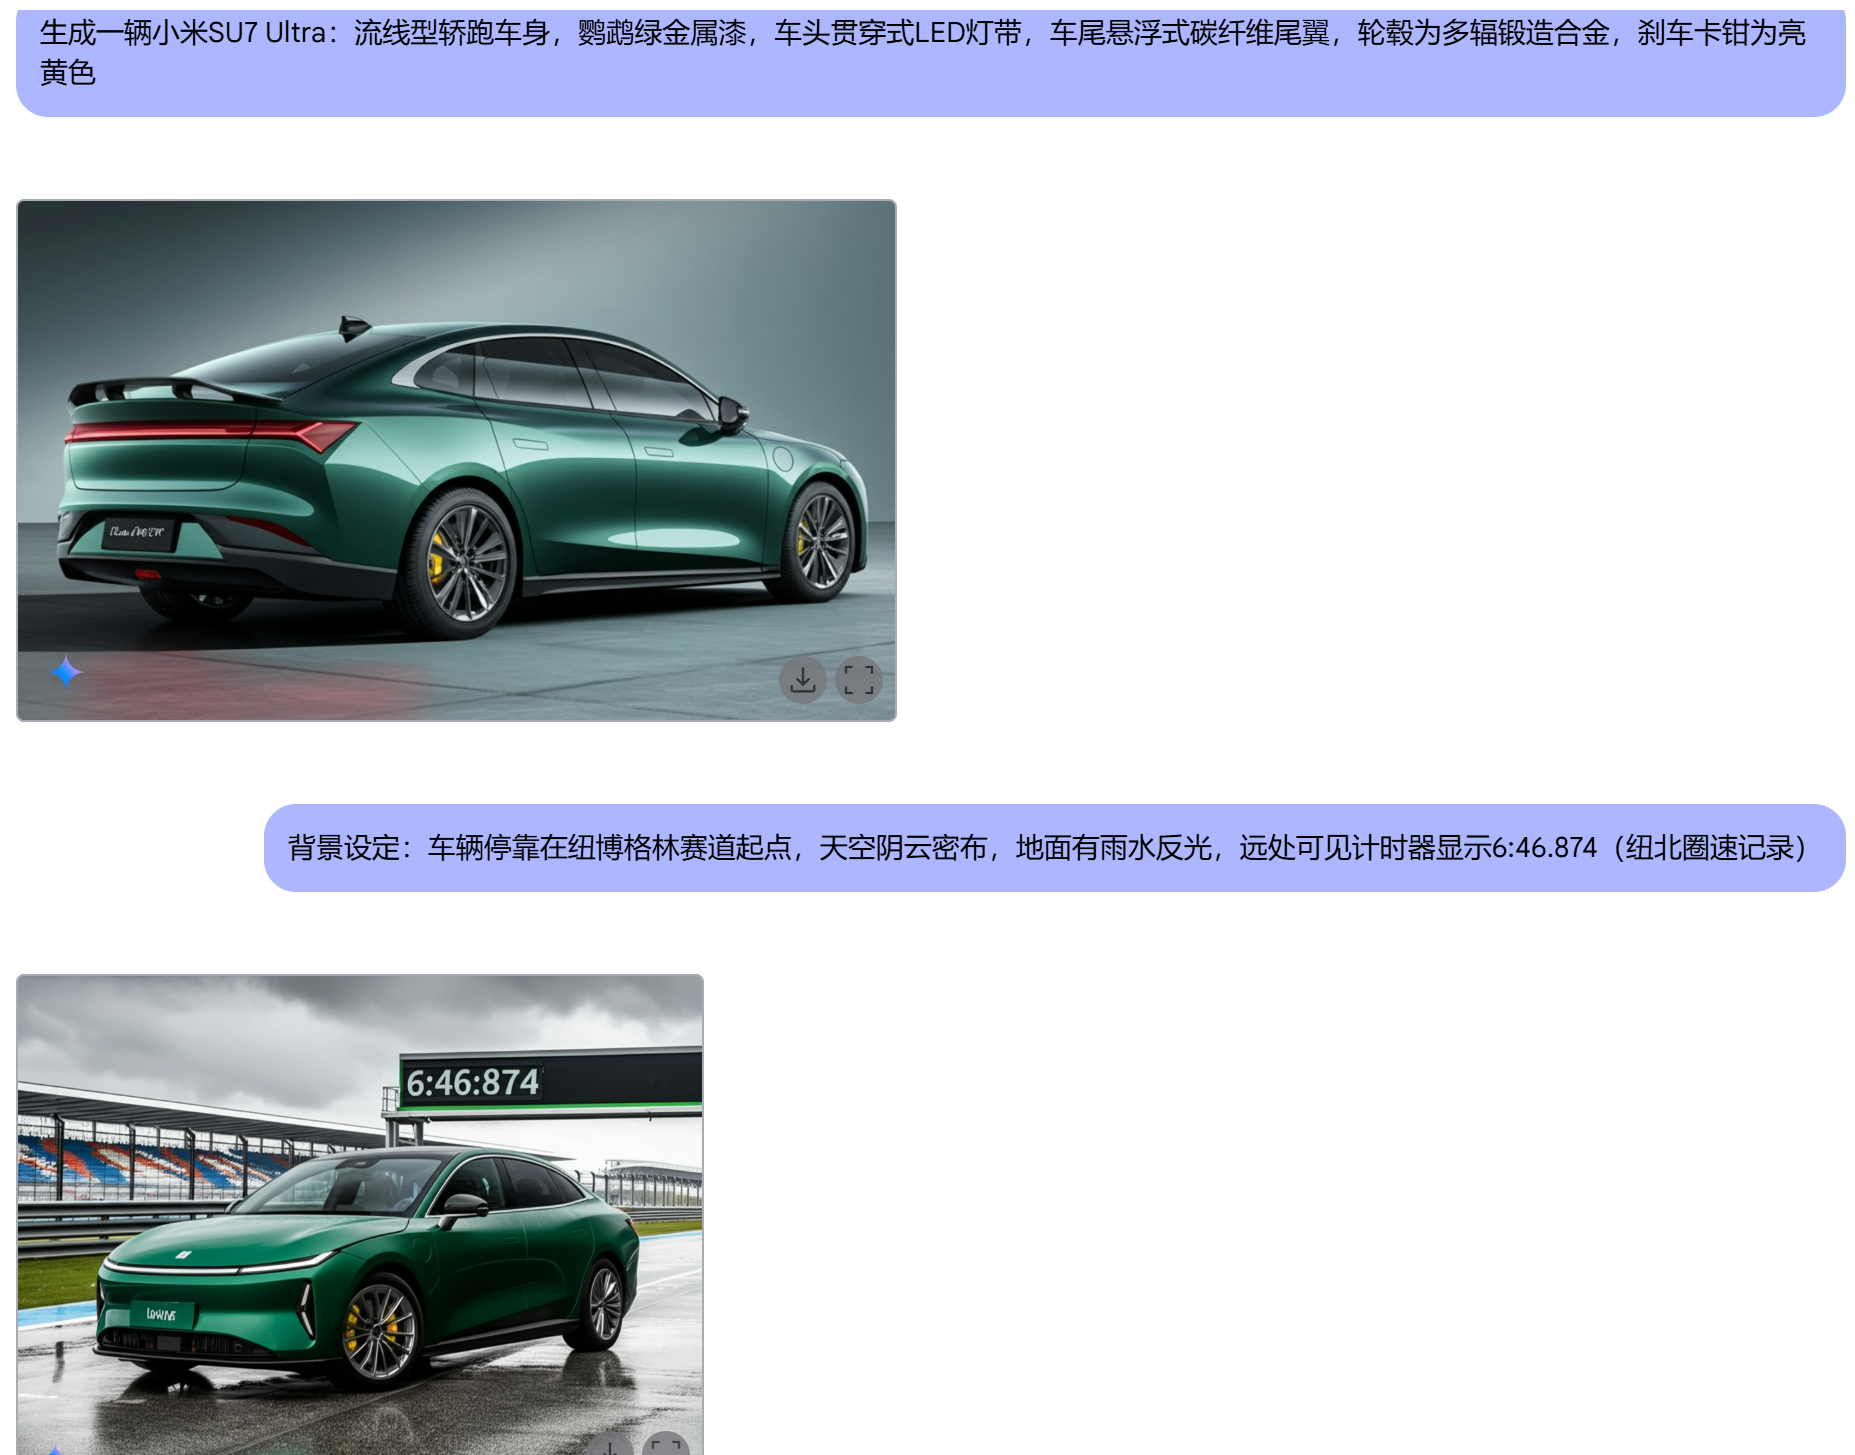 生成一辆小米SU7 Ultra：流线型轿跑车身，鹦鹉绿金属漆，车头贯穿式LED灯带，车尾悬浮式碳纤维尾翼，轮毂为多辐锻造合金，刹车卡钳为亮
黄色
背景设定：车辆停靠在纽博格林赛道起点，天空阴云密布，地面有雨水反光，远处可见计时器显示6:46.874（纽北圈速记录）
6:46:874